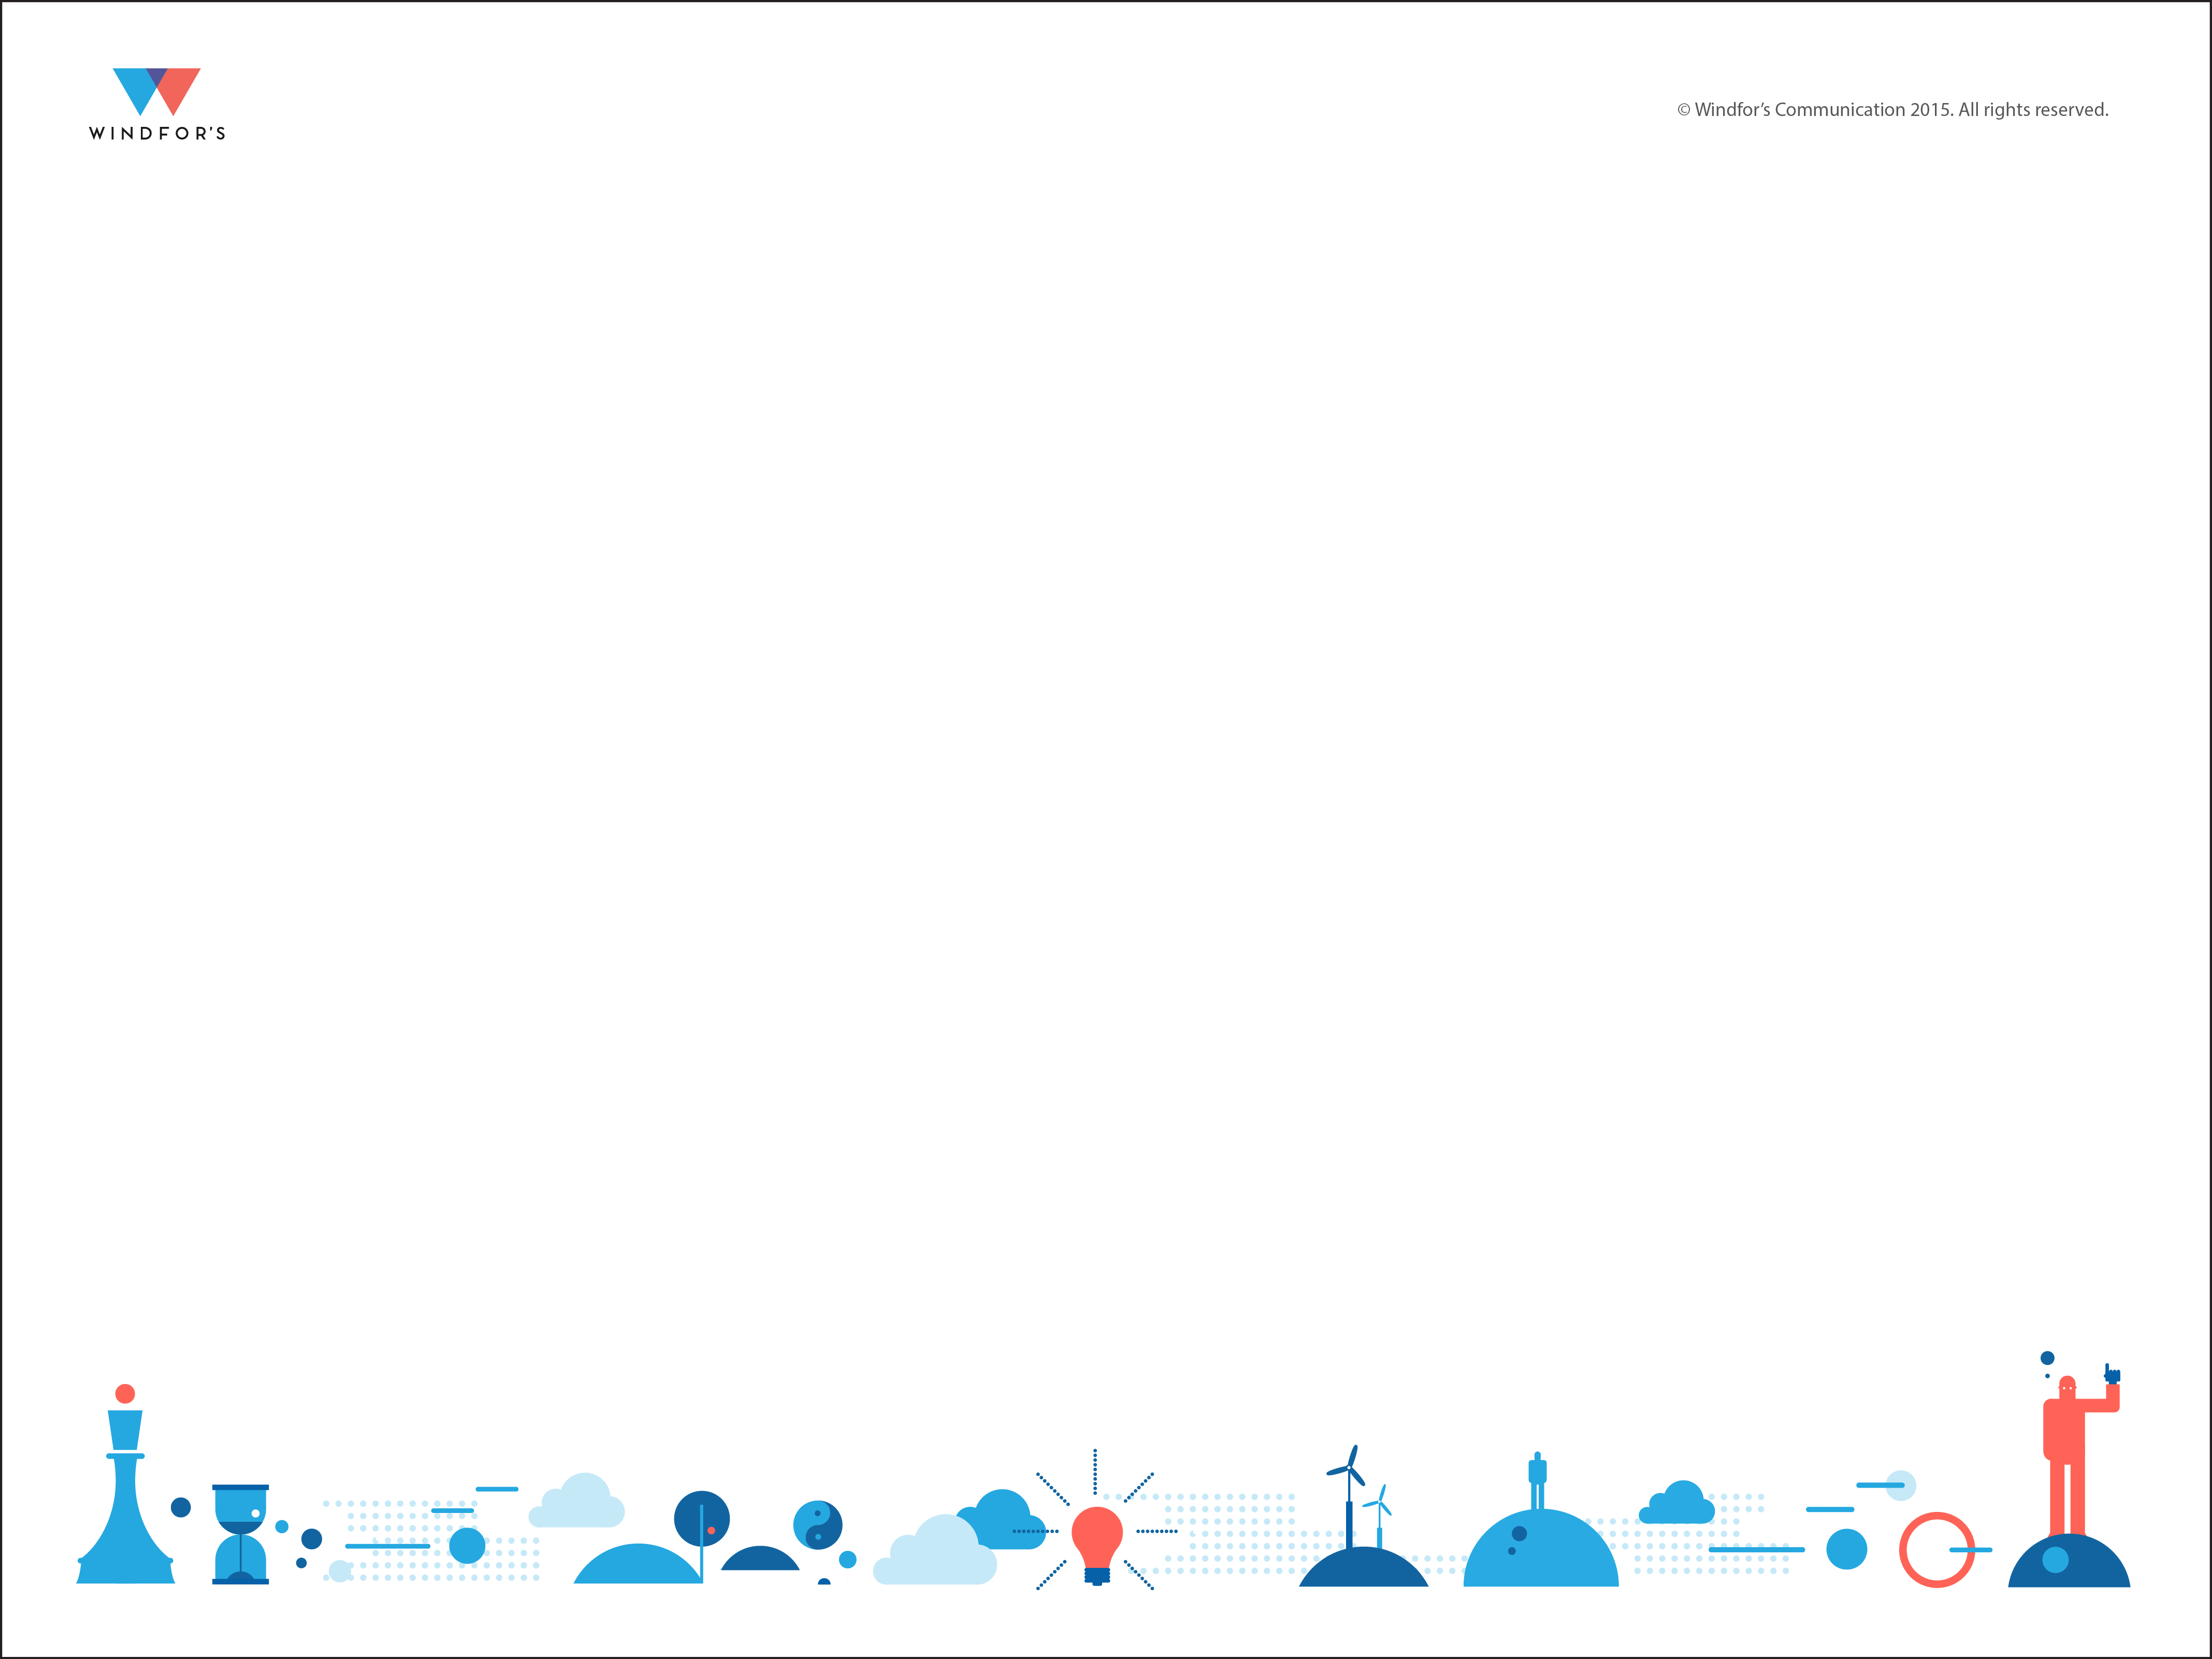 WINDFOR'S
© Windfor’s Communication 2015. All rights reserved.